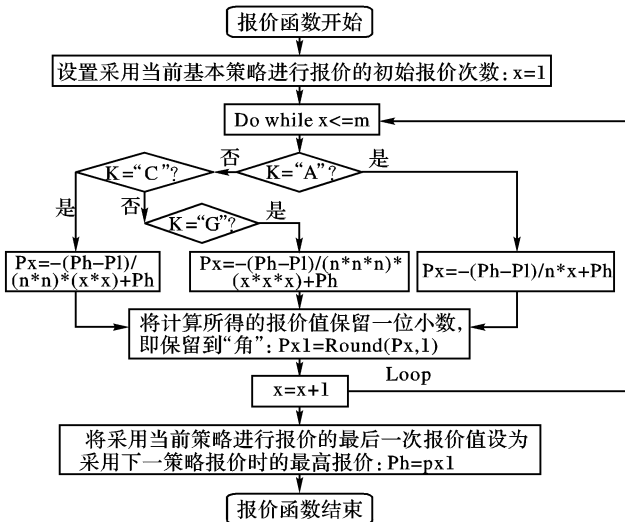 报价函数开始
设置采用当前基本策略进行报价的初始报价次数:x=1
Do while x<=m
否
是
K=“C”?
K=“A”?
是
否
K=“G”?
是
Px=-(Ph-Pl)/
(n*n)*(x*x)+Ph
Px=-(Ph-Pl)/(n*n*n)*
(x*x*x)+Ph
Px=-(Ph-Pl)/n*x+Ph
将计算所得的报价值保留一位小数,
即保留到“角”:Px1=Round(Px,1)
Loop
x=x+1
将采用当前策略进行报价的最后一次报价值设为
采用下一策略报价时的最高报价:Ph=px1
报价函数结束